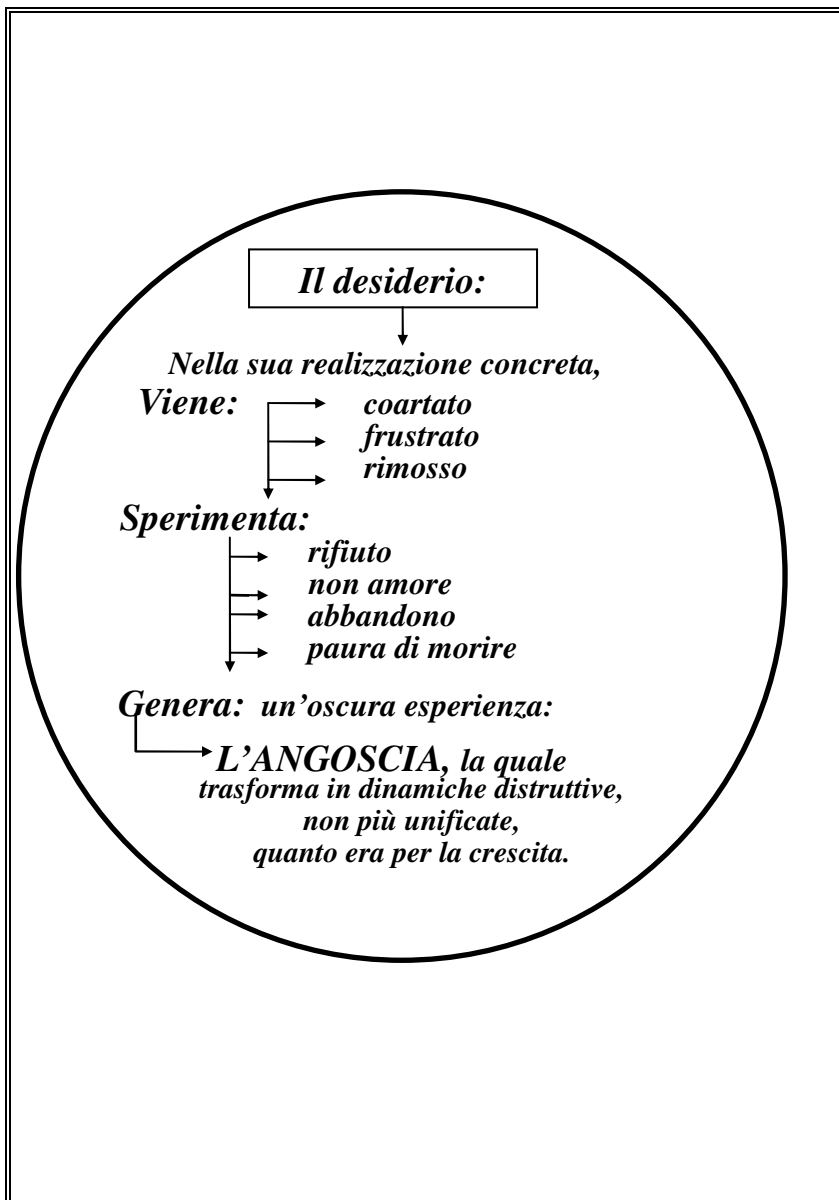 Il desiderio:
Nella sua realizzazione concreta,
Viene: coartato
frustrato
rimosso
Sperimenta:
rifiuto
non amore
abbandono
paura di morire
Genera: un’oscura esperienza:
L’ANGOSCIA, la quale
trasforma in dinamiche distruttive,
non più unificate,
quanto era per la crescita.